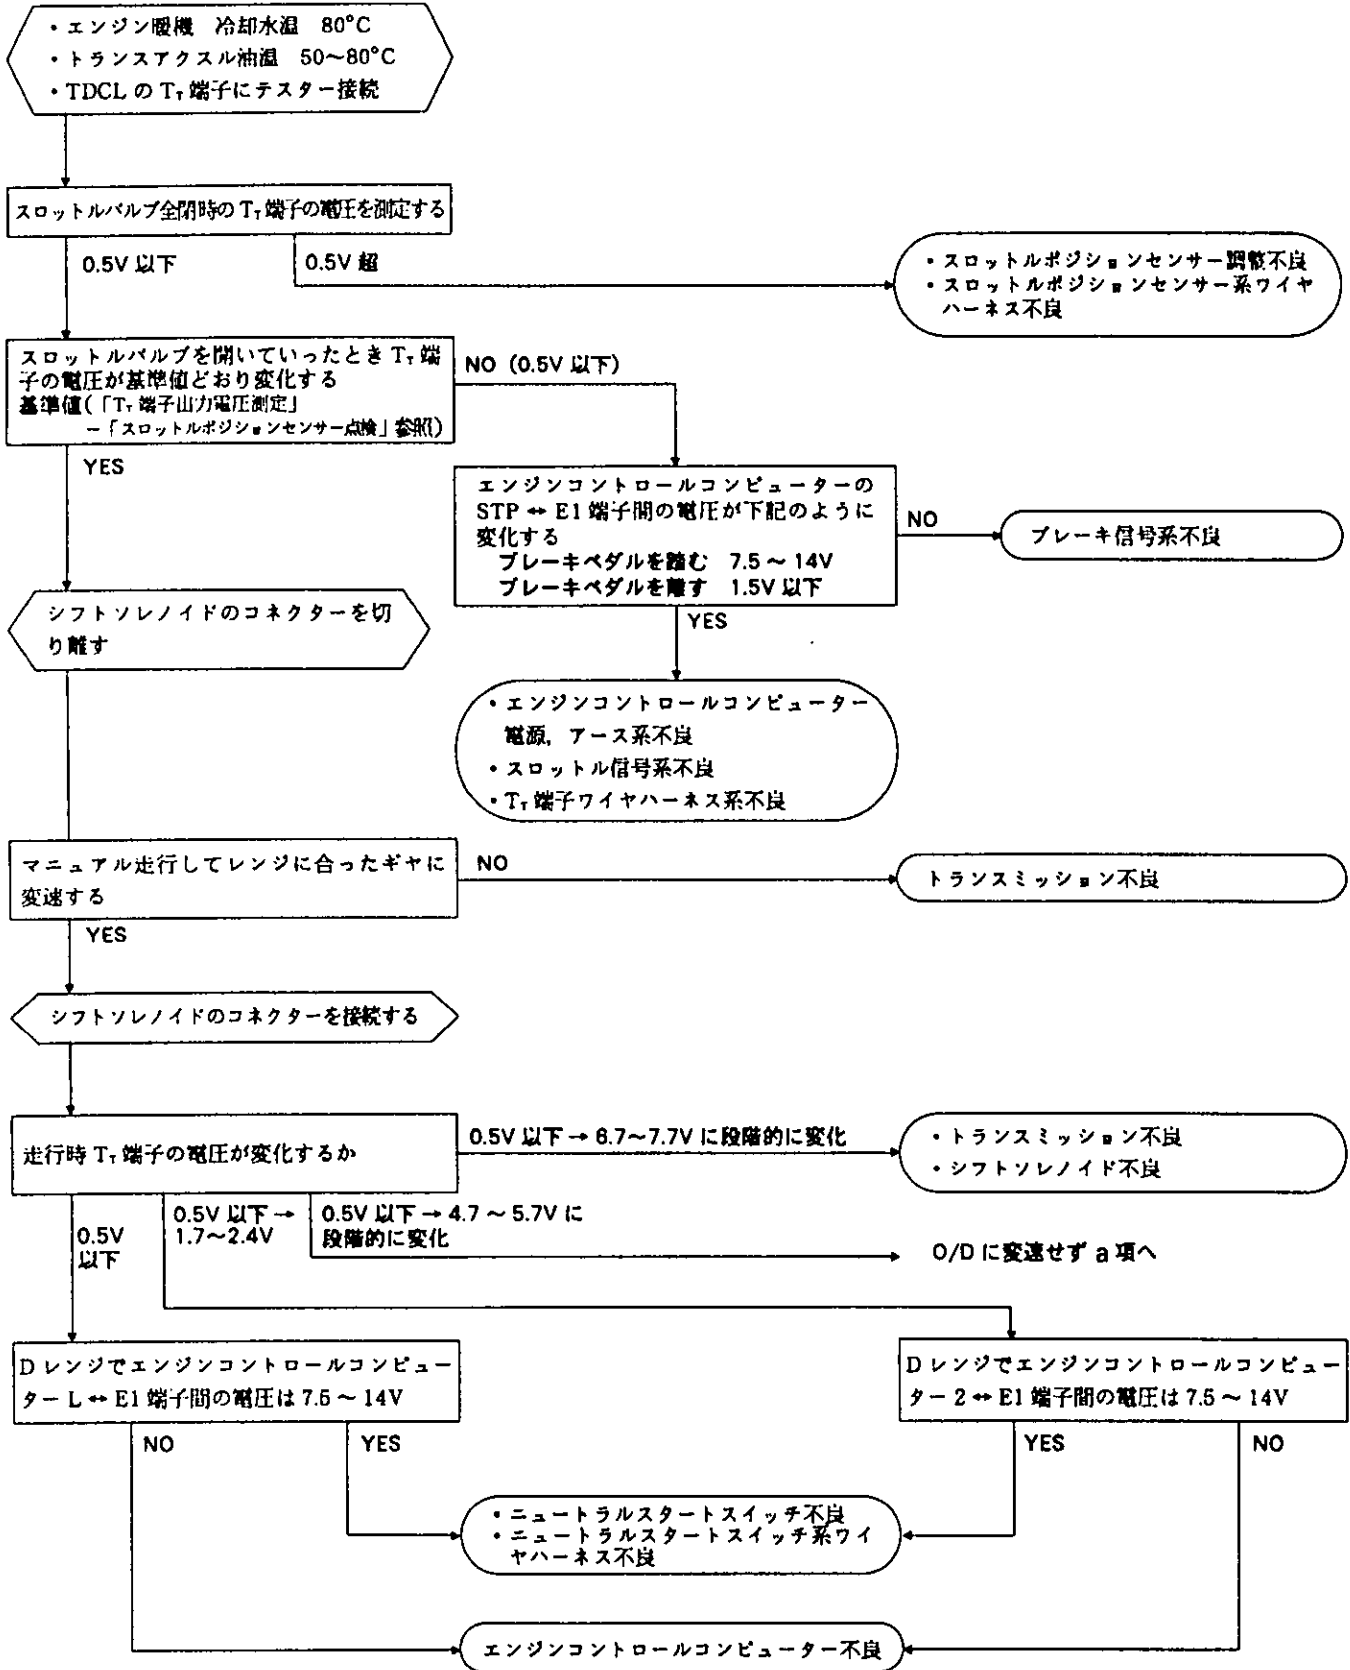 ・エンジン暖機 冷却水温 80°C
・トランスアクスル油温 50～80°C
・TDCL の TT 端子にテスター接続
スロットルバルブ全閉時の TT 端子の電圧を測定する
0.5V 以下
0.5V 超
・スロットルポジションセンサー調整不良
・スロットルポジションセンサー系ワイヤ
ハーネス不良
スロットルバルブを開いていったとき TT 端
子の電圧が基準値どおり変化する
基準値(「TT 端子出力電圧測定」
－「スロットルポジションセンサー点検」参照)
NO (0.5V 以下)
YES
エンジンコントロールコンピューターの
STP ↔ E1 端子間の電圧が下記のように
変化する
ブレーキペダルを踏む 7.5 ～ 14V
ブレーキペダルを離す 1.5V 以下
NO
ブレーキ信号系不良
YES
シフトソレノイドのコネクターを切
り離す
・エンジンコントロールコンピューター
電源，アース系不良
・スロットル信号系不良
・TT 端子ワイヤハーネス系不良
マニュアル走行してレンジに合ったギヤに
変速する
NO
トランスミッション不良
YES
シフトソレノイドのコネクターを接続する
走行時 TT 端子の電圧が変化するか
0.5V 以下 → 6.7～7.7V に段階的に変化
・トランスミッション不良
・シフトソレノイド不良
0.5V
以下
0.5V 以下 →
1.7～2.4V
0.5V 以下 → 4.7 ～ 5.7V に
段階的に変化
O/D に変速せず a 項へ
D レンジでエンジンコントロールコンピュー
ター L ↔ E1 端子間の電圧は 7.5 ～ 14V
D レンジでエンジンコントロールコンピュー
ター 2 ↔ E1 端子間の電圧は 7.5 ～ 14V
NO
YES
YES
NO
・ニュートラルスタートスイッチ不良
・ニュートラルスタートスイッチ系ワイ
ヤハーネス不良
エンジンコントロールコンピューター不良